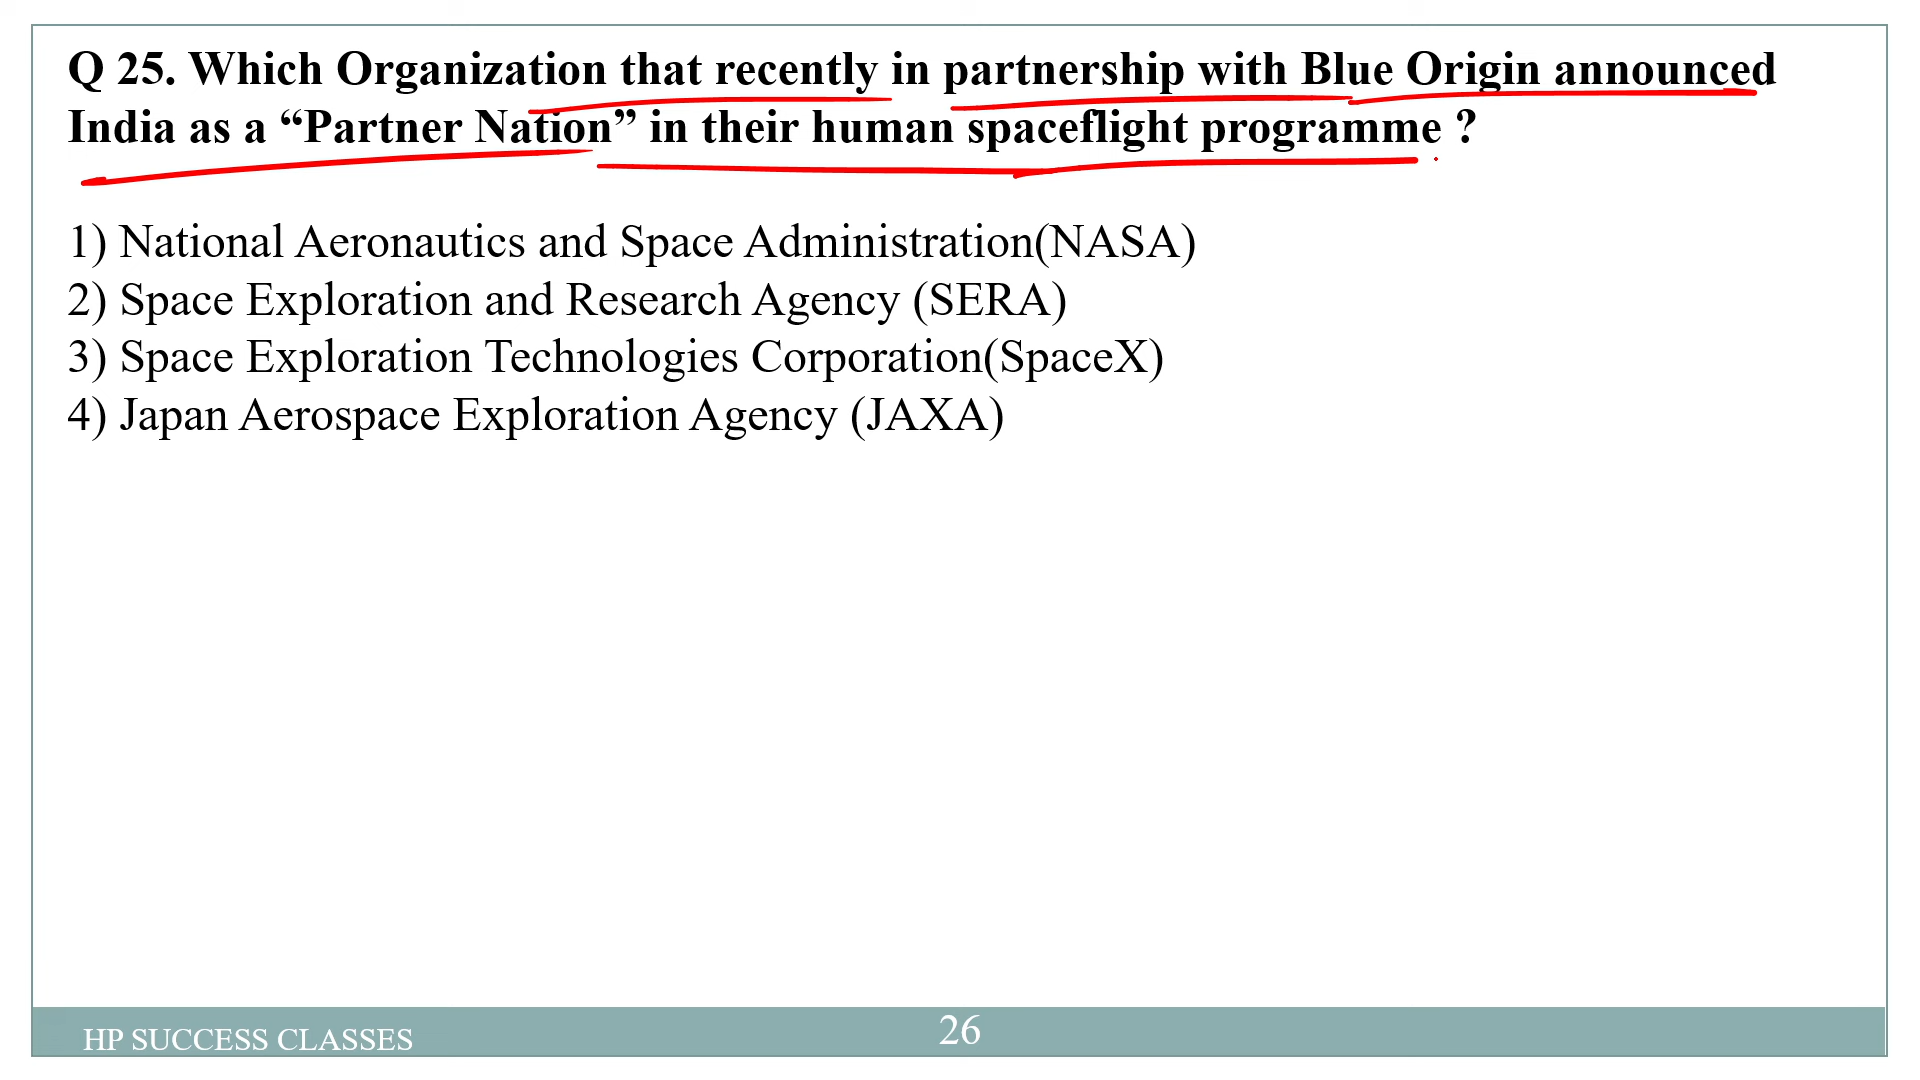 Q 25. Which Organization that recently in partnership with Blue Origin announced
India as a “Partner Nation” in their human spaceflight programme ?
1) National Aeronautics and Space Administration(NASA)
2) Space Exploration and Research Agency (SERA)
3) Space Exploration Technologies Corporation(SpaceX)
4) Japan Aerospace Exploration Agency (JAXA)
HP SUCCESS CLASSES
26